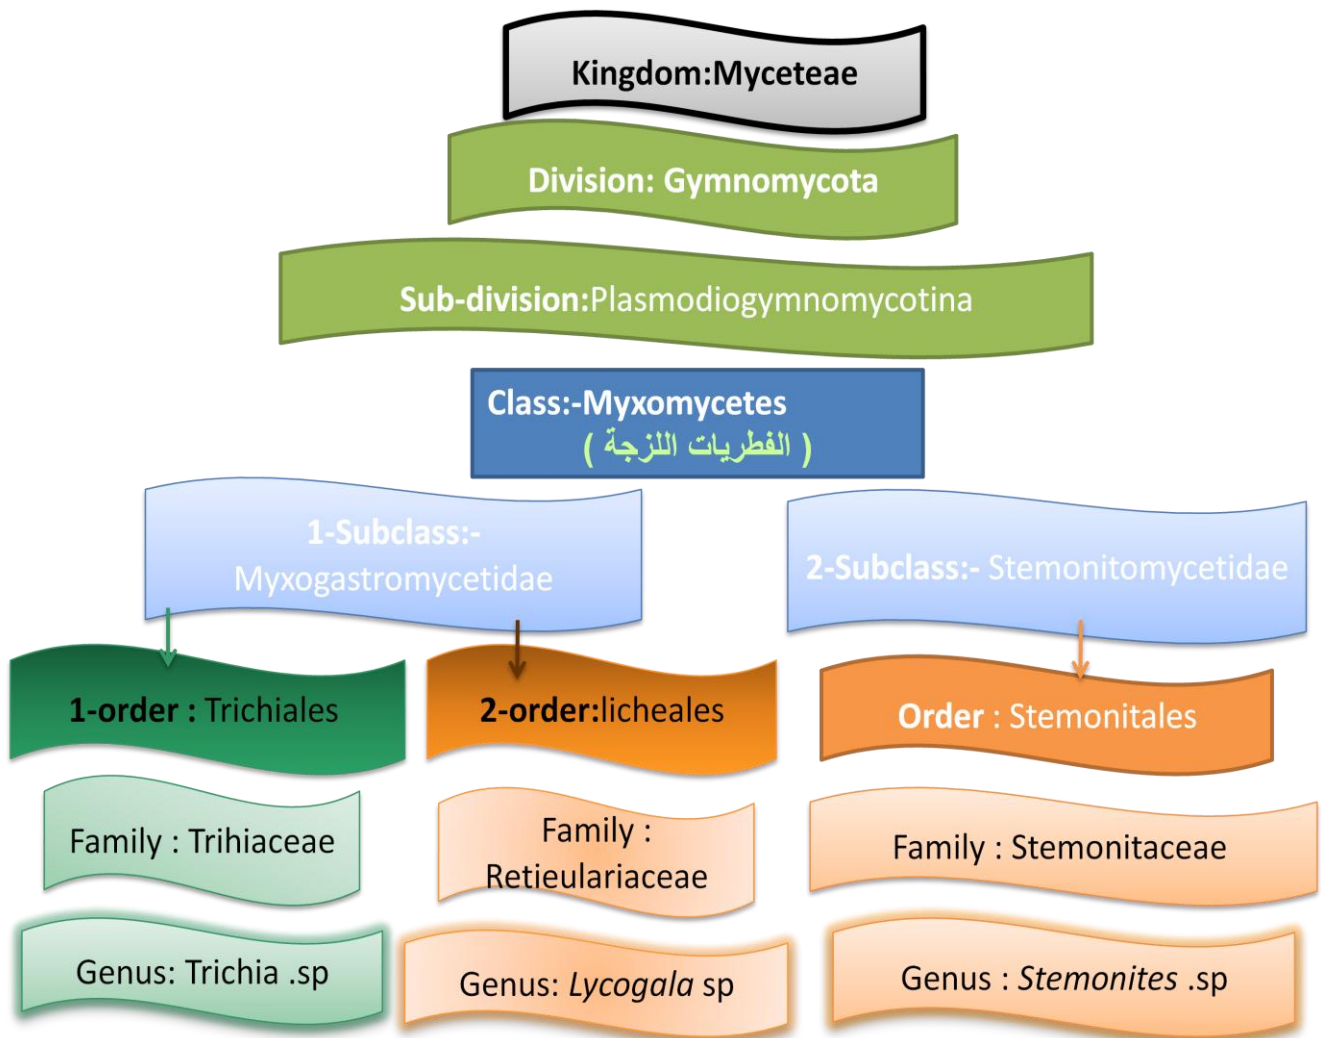 Kingdom:Myceteae
Division: Gymnomycota
Sub-division:Plasmodiogymnomycotina
Class:-Myxomycetes
( الفطريات اللزجة )
1-Subclass:-
Myxogastromycetidae
2-Subclass:- Stemonitomycetidae
1-order : Trichiales
2-order:licheales
Order : Stemonitales
Family : Trihiaceae
Family :
Retieulariaceae
Family : Stemonitaceae
Genus: Trichia .sp
Genus: Lycogala sp
Genus : Stemonites .sp